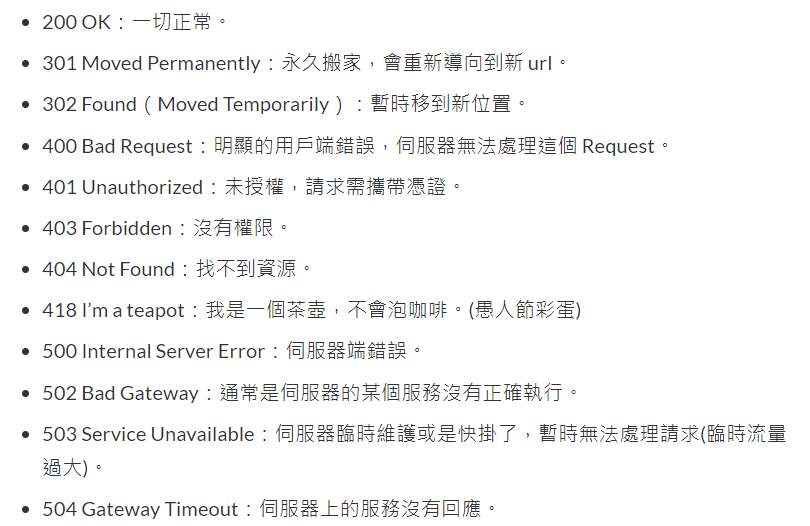 • 200 OK：一切正常。
• 301 Moved Permanently：永久搬家，會重新導向到新 url。
• 302 Found（Moved Temporarily）：暫時移到新位置。
• 400 Bad Request：明顯的用戶端錯誤，伺服器無法處理這個 Request。
• 401 Unauthorized：未授權，請求需攜帶憑證。
• 403 Forbidden：沒有權限。
• 404 Not Found：找不到資源。
• 418 I’m a teapot：我是一個茶壺，不會泡咖啡。(愚人節彩蛋)
• 500 Internal Server Error：伺服器端錯誤。
• 502 Bad Gateway：通常是伺服器的某個服務沒有正確執行。
• 503 Service Unavailable：伺服器臨時維護或是快掛了，暫時無法處理請求(臨時流量
過大)。
• 504 Gateway Timeout：伺服器上的服務沒有回應。